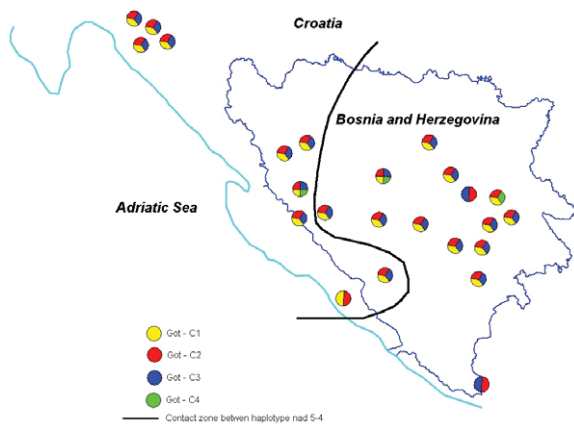 Croatia
Bosnia and Herzegovina
Adriatic Sea
Got - C1
Got - C2
Got - C3
Got - C4
Contact zone betwen haplotype nad 5-4